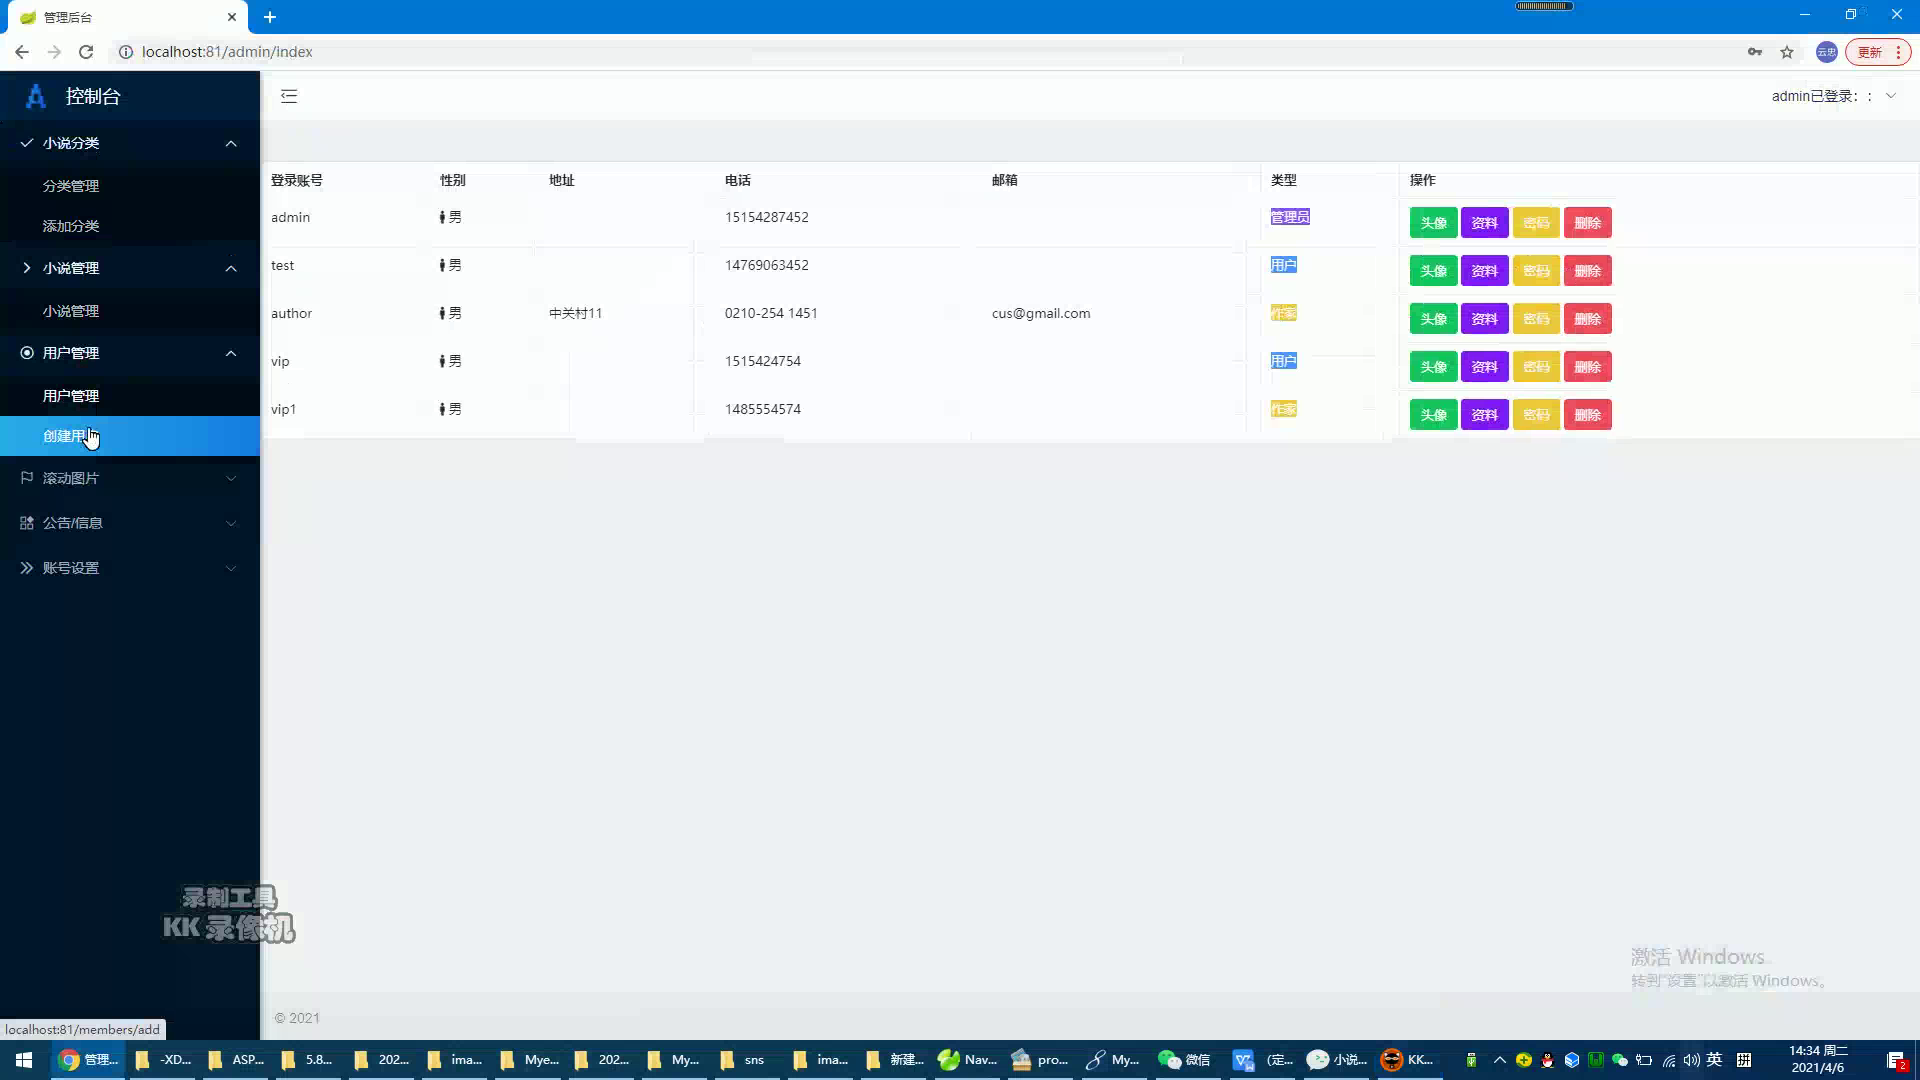 管理后台
localhost:81/admin/index
云忠
更新
控制台
admin已登录：:
小说分类
分类管理
添加分类
小说管理
小说管理
用户管理
用户管理
创建用
滚动图片
公告/信息
账号设置
登录账号 性别 地址 电话 邮箱 类型 操作
admin 男 15154287452 管理员 头像 资料 密码 删除
test 男 14769063452 用户 头像 资料 密码 删除
author 男 中关村11 0210-254 1451 cus@gmail.com 作家 头像 资料 密码 删除
vip 男 1515424754 用户 头像 资料 密码 删除
vip1 男 1485554574 作家 头像 资料 密码 删除
录制工具
KK 录像机
激活 Windows
转到"设置"以激活 Windows。
© 2021
localhost:81/members/add
管理... -XD... ASP... 5.8... 202... ima... Mye... 202... My... sns ima... 新建... Nav... pro... My... 微信 (定... 小说... KK... 英 拼 14:34 周二
2021/4/6
2